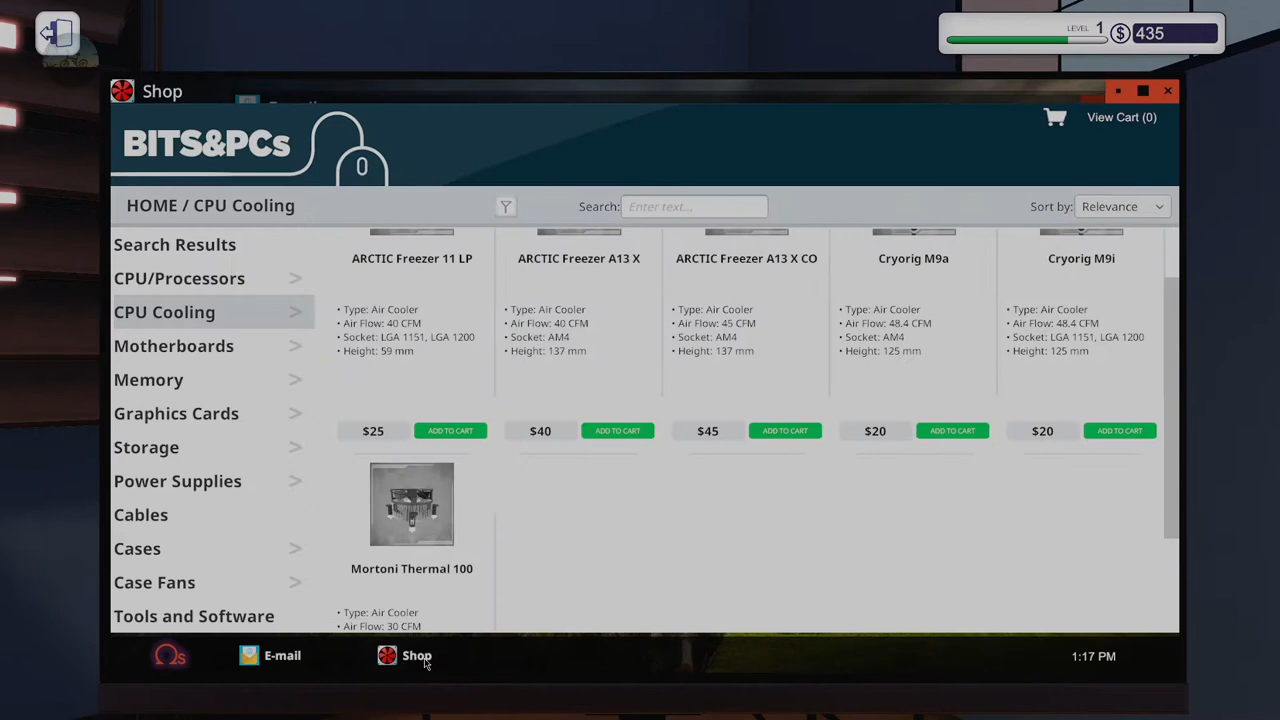 LEVEL 1 $ 435
Shop
BITS&PCs
View Cart (0)
HOME / CPU Cooling
Search: Enter text...
Sort by: Relevance
Search Results
CPU/Processors >
CPU Cooling >
Motherboards >
Memory >
Graphics Cards >
Storage >
Power Supplies >
Cables
Cases >
Case Fans >
Tools and Software
ARCTIC Freezer 11 LP
• Type: Air Cooler
• Air Flow: 40 CFM
• Socket: LGA 1151, LGA 1200
• Height: 59 mm
$25 ADD TO CART
ARCTIC Freezer A13 X
• Type: Air Cooler
• Air Flow: 40 CFM
• Socket: AM4
• Height: 137 mm
$40 ADD TO CART
ARCTIC Freezer A13 X CO
• Type: Air Cooler
• Air Flow: 45 CFM
• Socket: AM4
• Height: 137 mm
$45 ADD TO CART
Cryorig M9a
• Type: Air Cooler
• Air Flow: 48.4 CFM
• Socket: AM4
• Height: 125 mm
$20 ADD TO CART
Cryorig M9i
• Type: Air Cooler
• Air Flow: 48.4 CFM
• Socket: LGA 1151, LGA 1200
• Height: 125 mm
$20 ADD TO CART
Mortoni Thermal 100
• Type: Air Cooler
• Air Flow: 30 CFM
Ωs
E-mail
Shop
1:17 PM